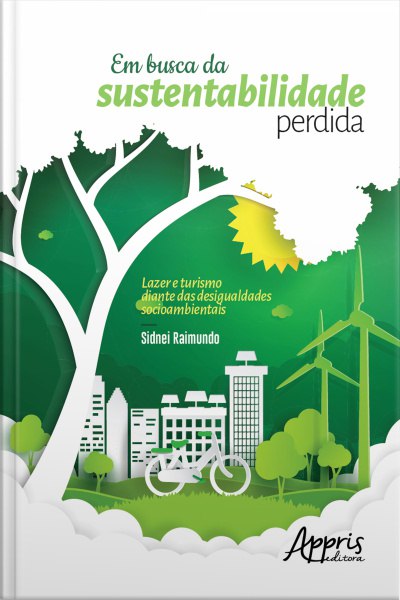 Em busca da
sustentabilidade
perdida
Lazer e turismo
diante das desigualdades
socioambientais
Sidnei Raimundo
Appris
editora